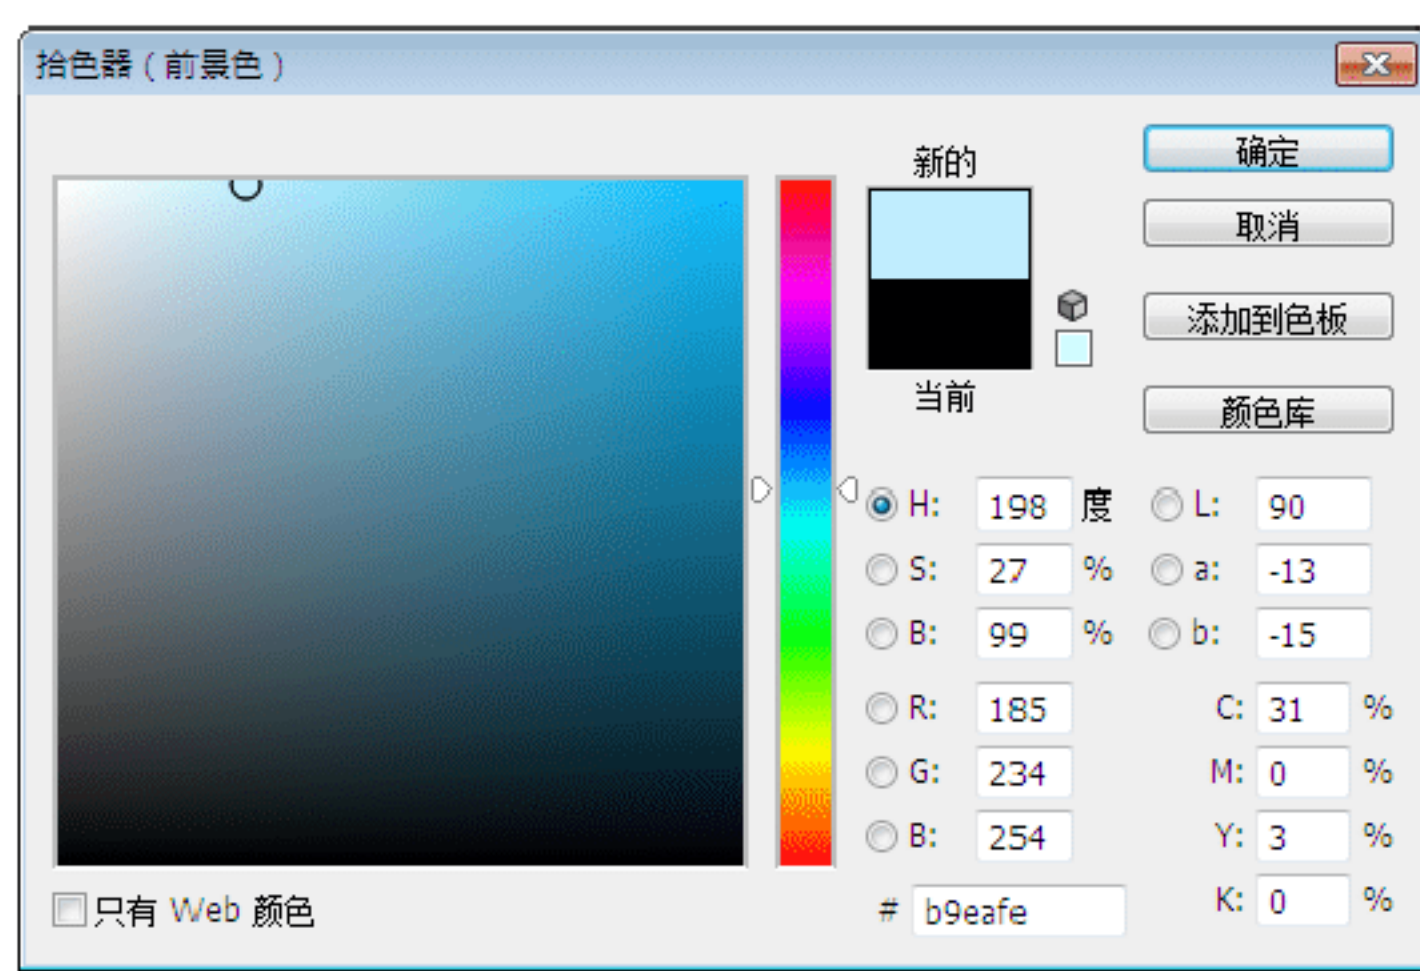 拾色器（前景色）
新的
当前
确定
取消
添加到色板
颜色库
H: 198 度
S: 27 %
B: 99 %
R: 185
G: 234
B: 254
# b9eafe
L: 90
a: -13
b: -15
C: 31 %
M: 0 %
Y: 3 %
K: 0 %
只有 Web 颜色